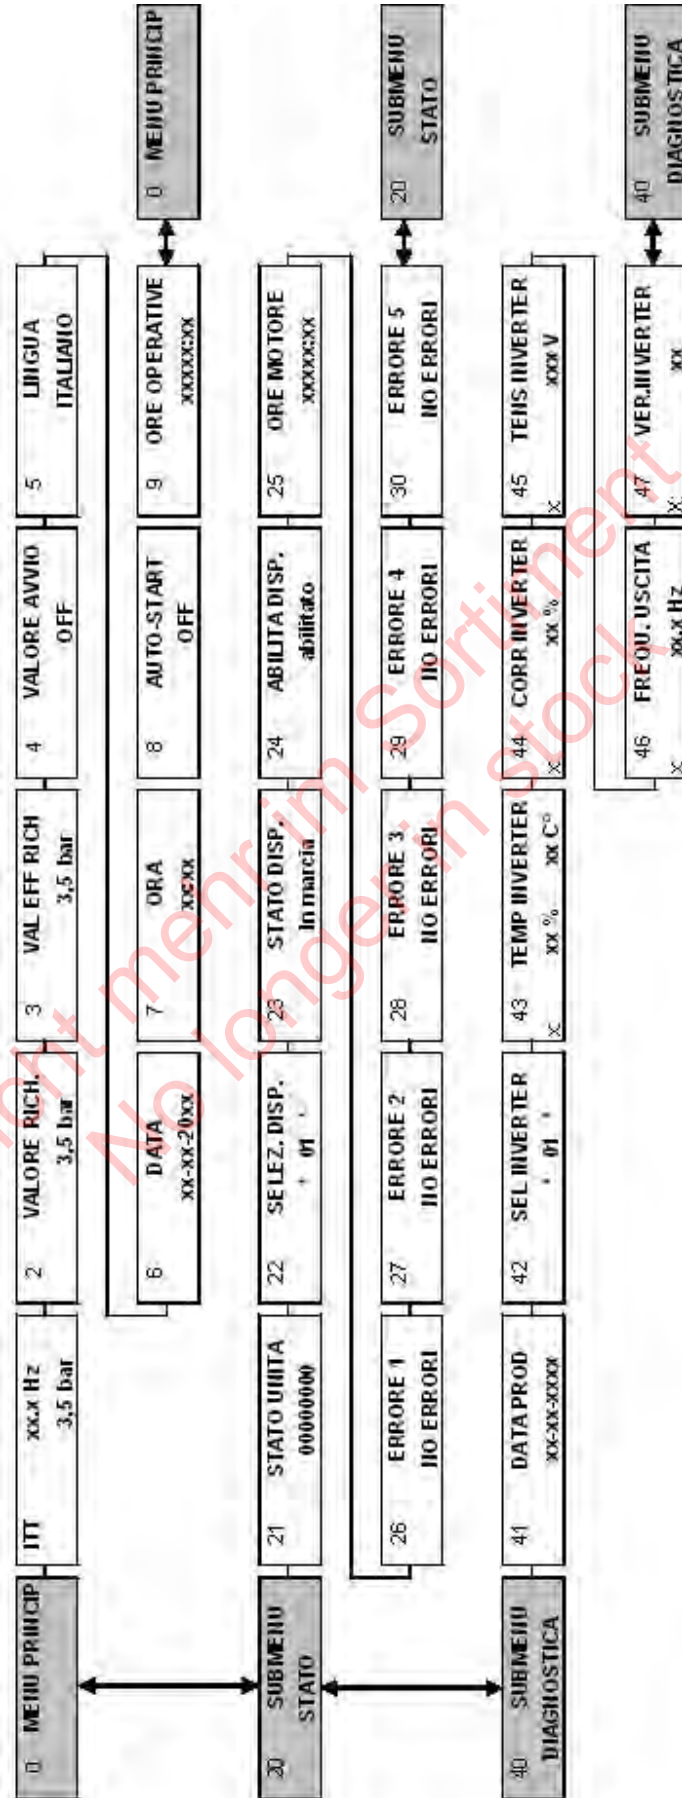 0 MENU PRINCIP
ITT xx.x Hz
3,5 bar
2 VALORE RICH.
3,5 bar
3 VAL EFF RICH
3,5 bar
4 VALORE AVVIO
OFF
5 LINGUA
ITALIANO
6 DATA
xx-xx-20xx
7 ORA
xx:xx
8 AUTO-START
OFF
9 ORE OPERATIVE
xxxxx:xx
0 MENU PRINCIP
20 SUBMENU
STATO
21 STATO UNITA
00000000
22 SELEZ. DISP.
* 01 *
23 STATO DISP.
In marcia
24 ABILITA DISP.
abilitato
25 ORE MOTORE
xxxxx:xx
26 ERRORE 1
NO ERRORI
27 ERRORE 2
NO ERRORI
28 ERRORE 3
NO ERRORI
29 ERRORE 4
NO ERRORI
30 ERRORE 5
NO ERRORI
20 SUBMENU
STATO
40 SUBMENU
DIAGNOSTICA
41 DATA PROD
xx-xx-xxxx
42 SEL INVERTER
* 01 *
43 TEMP INVERTER
X xx % xx C°
44 CORR INVERTER
X xx %
45 TENS INVERTER
X xxx V
46 FREQU. USCITA
X xx.x Hz
47 VER.INVERTER
X xx
40 SUBMENU
DIAGNOSTICA
icht mehr im Sortiment
No longer in stock